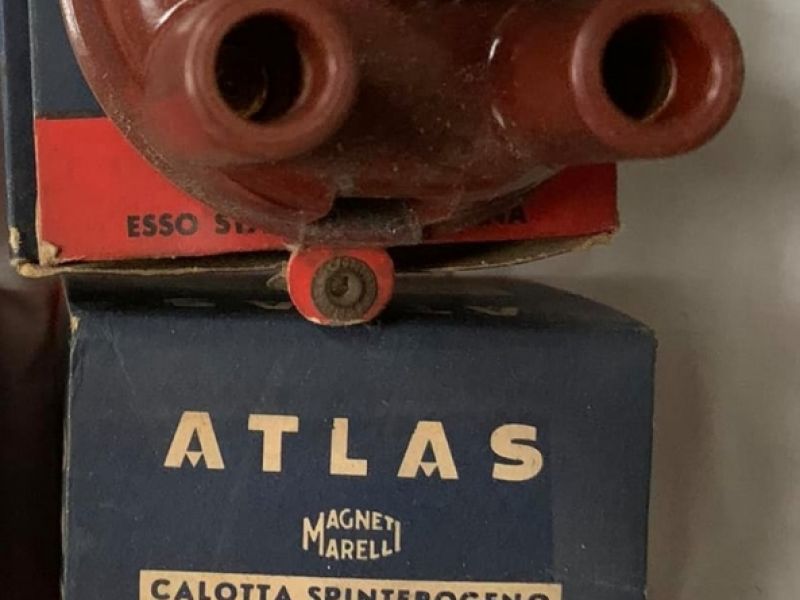 ESSO
ATLAS
MAGNETI
MARELLI
CALOTTA SPINTEROGENO